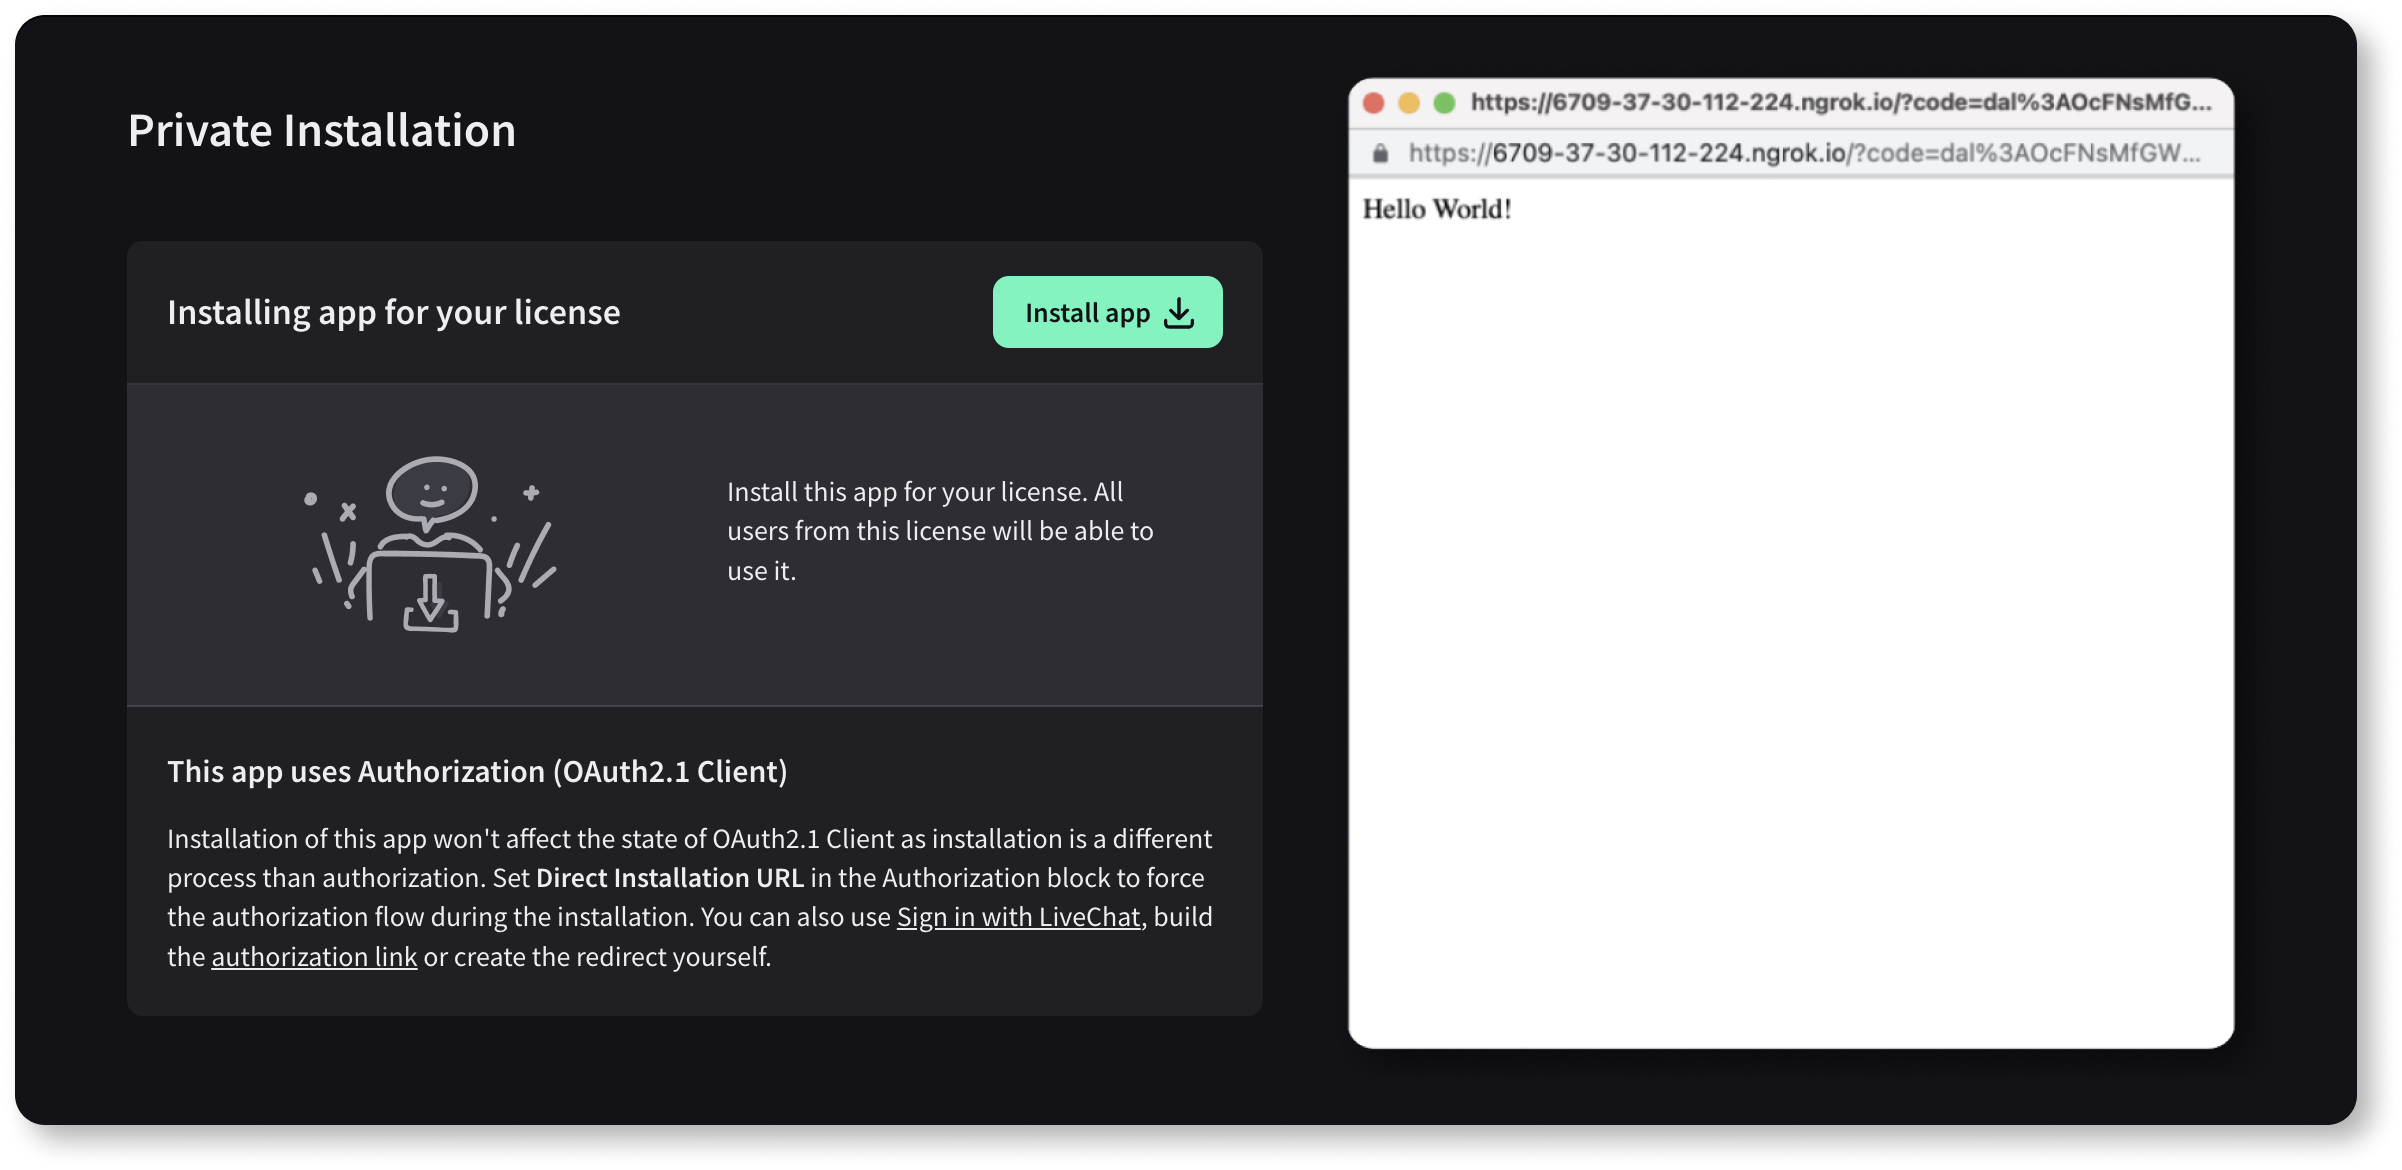 Private Installation
Installing app for your license
Install app
Install this app for your license. All
users from this license will be able to
use it.
This app uses Authorization (OAuth2.1 Client)
Installation of this app won't affect the state of OAuth2.1 Client as installation is a different
process than authorization. Set Direct Installation URL in the Authorization block to force
the authorization flow during the installation. You can also use Sign in with LiveChat, build
the authorization link or create the redirect yourself.
https://6709-37-30-112-224.ngrok.io/?code=dal%3AOcFNsMfG...
https://6709-37-30-112-224.ngrok.io/?code=dal%3AOcFNsMfGW...
Hello World!